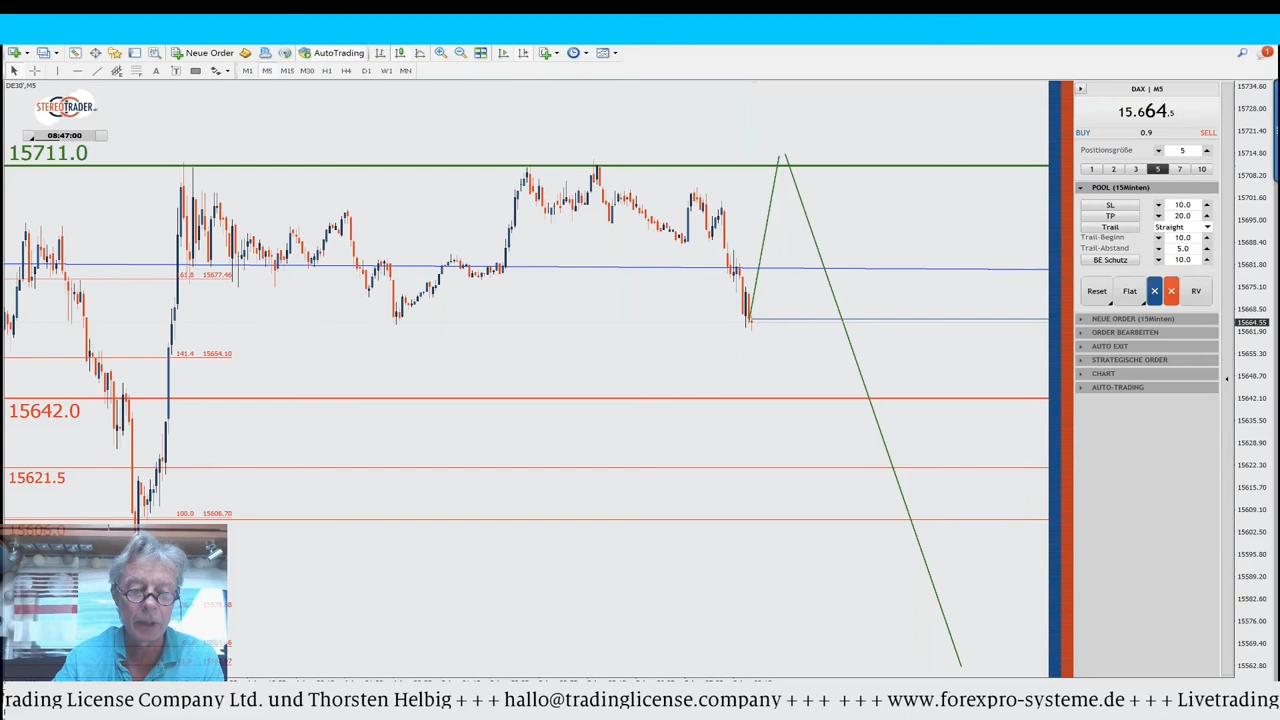 Neue Order
AutoTrading
M1 M5 M15 M30 H1 H4 D1 W1 MN
DE30',M5
STEREOTRADER
08:47:00
15711.0
61.8 15677.46
141.4 15654.10
15642.0
15621.5
100.0 15606.70
15606.0
DAX | M5
15.664.5
BUY 0.9 SELL
Positionsgröße 5
1 2 3 5 7 10
POOL (15Minten)
SL 10.0
TP 20.0
Trail Straight
Trail-Beginn 10.0
Trail-Abstand 5.0
BE Schutz 10.0
Reset Flat RV
NEUE ORDER (15Minten)
ORDER BEARBEITEN
AUTO EXIT
STRATEGISCHE ORDER
CHART
AUTO-TRADING
15734.60
15728.00
15721.40
15714.80
15708.20
15701.60
15695.00
15688.40
15681.80
15675.10
15668.50
15664.55
15661.90
15655.30
15648.70
15642.10
15635.50
15628.90
15622.30
15615.70
15609.10
15602.50
15595.80
15589.20
15582.60
15576.00
15569.40
15562.80
rading License Company Ltd. und Thorsten Helbig +++ hallo@tradinglicense.company +++ +++ www.forexpro-systeme.de +++ Livetrading